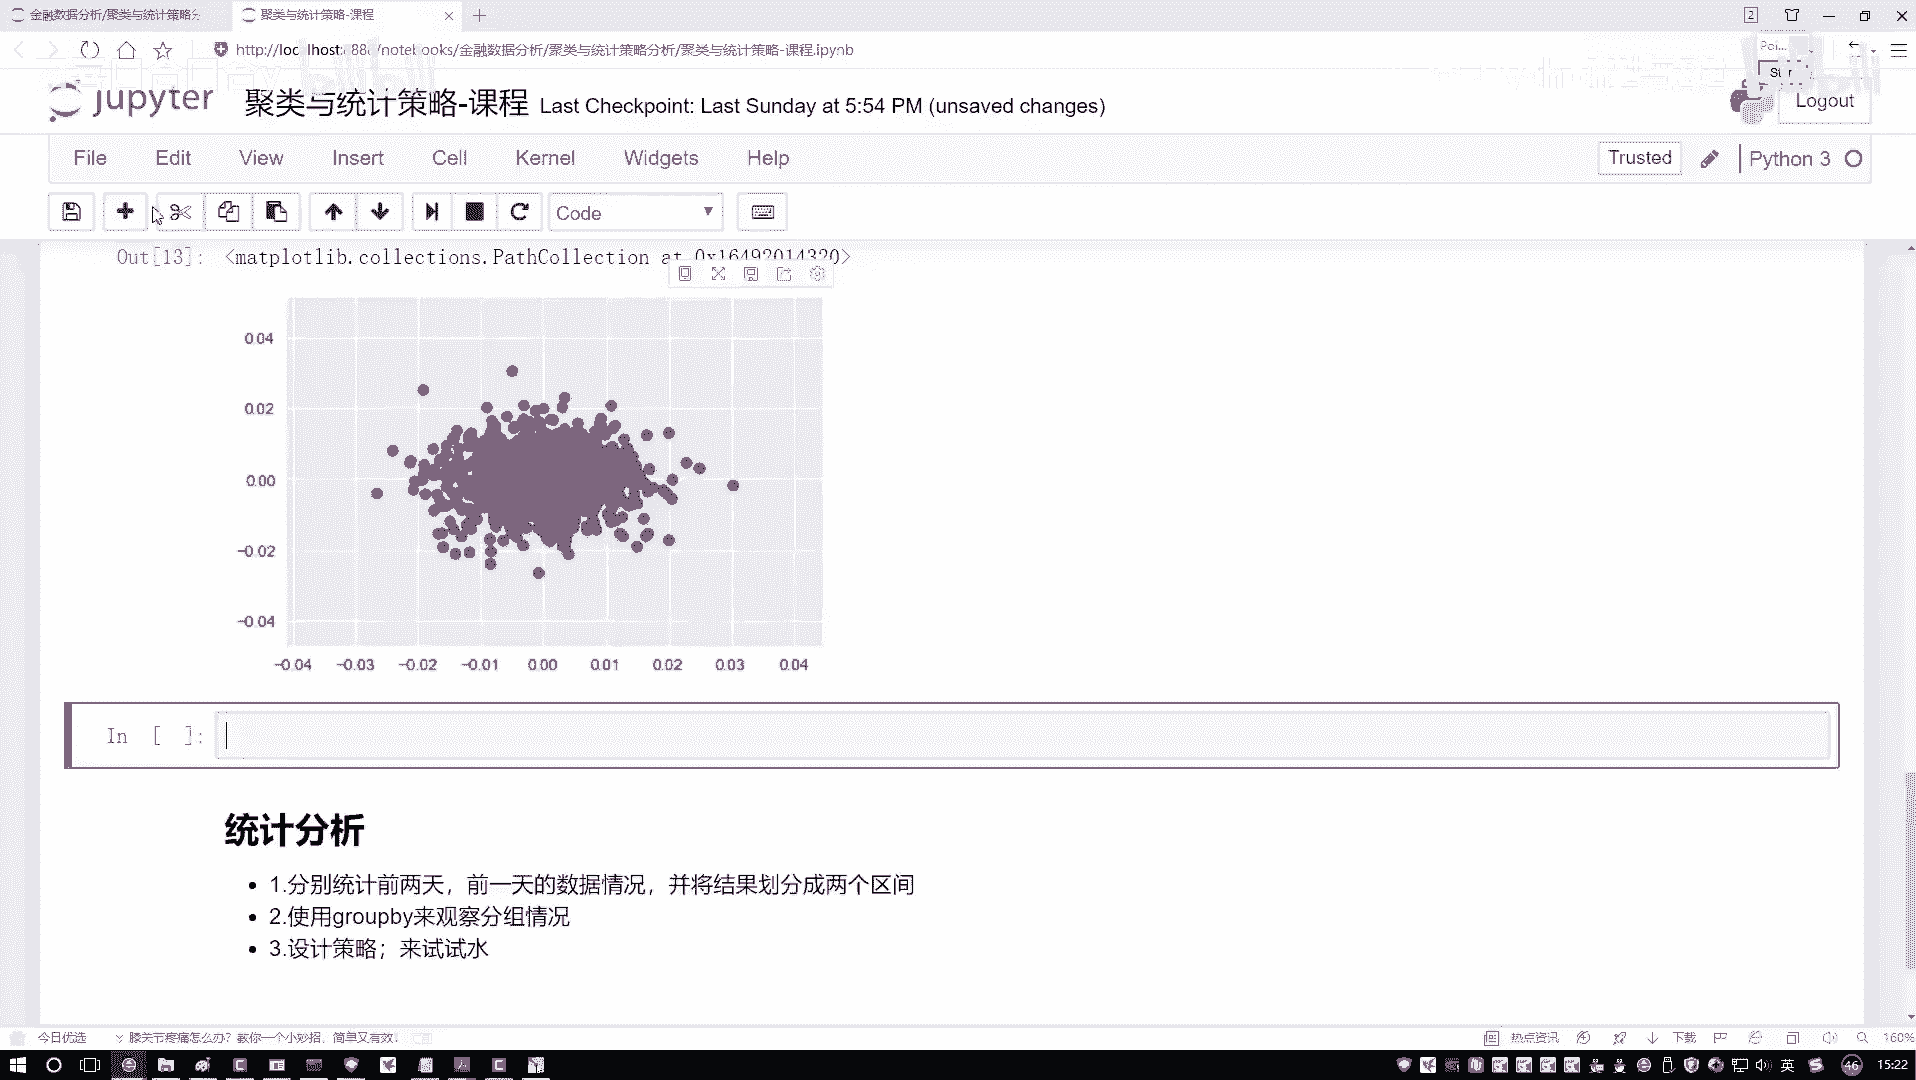 金融数据分析/聚类与统计策略分
聚类与统计策略-课程
http://localhost:888/notebooks/金融数据分析/聚类与统计策略分析/聚类与统计策略-课程.ipynb
jupyter 聚类与统计策略-课程 Last Checkpoint: Last Sunday at 5:54 PM (unsaved changes)
Logout
File Edit View Insert Cell Kernel Widgets Help
Trusted Python 3
Code
Out[13]: <matplotlib.collections.PathCollection at 0x16492014320>
0.04
0.02
0.00
-0.02
-0.04
-0.04 -0.03 -0.02 -0.01 0.00 0.01 0.02 0.03 0.04
In [ ]:
统计分析
1.分别统计前两天，前一天的数据情况，并将结果划分成两个区间
2.使用groupby来观察分组情况
3.设计策略；来试试水
今日优选 膝关节疼痛怎么办？教你一个小妙招，简单又有效！
热点资讯 下载 160%
英 46 15:22